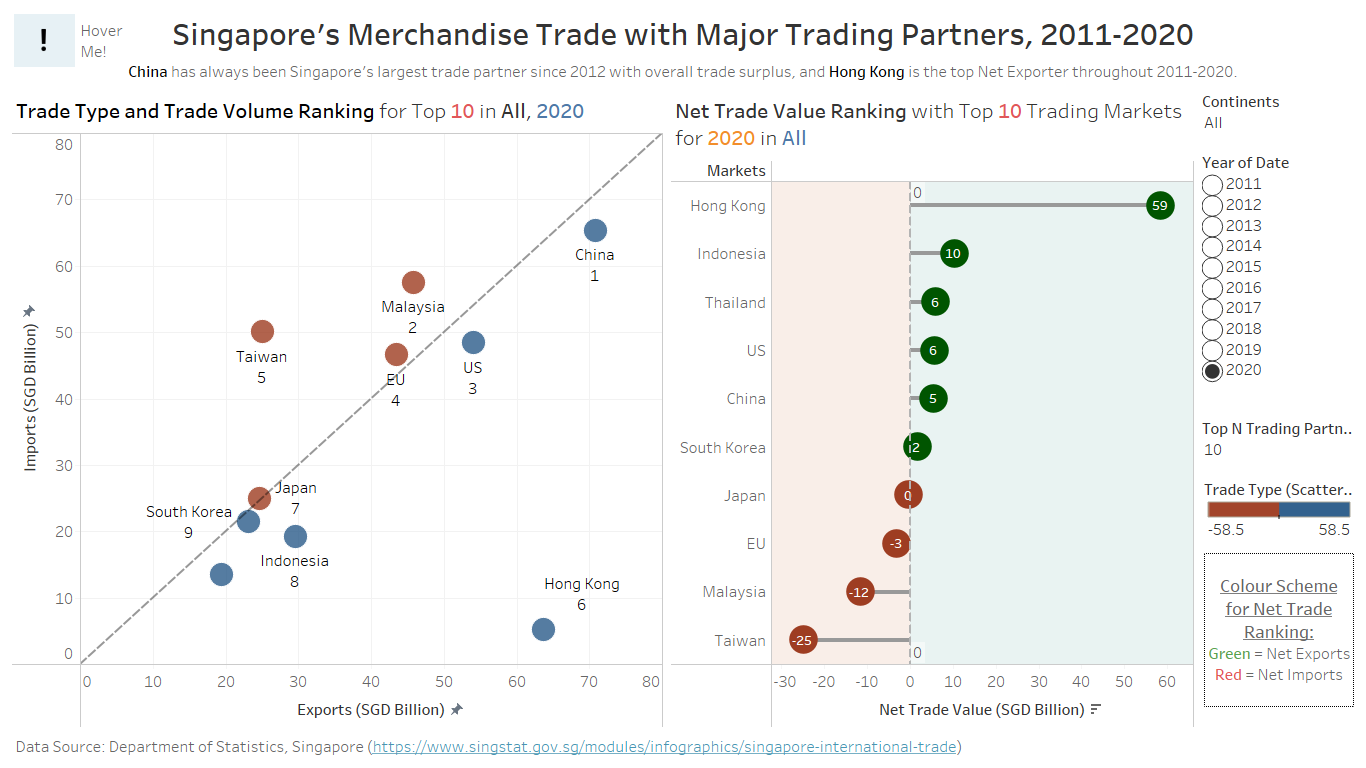 !
Hover
Me!
Singapore's Merchandise Trade with Major Trading Partners, 2011-2020
China has always been Singapore's largest trade partner since 2012 with overall trade surplus, and Hong Kong is the top Net Exporter throughout 2011-2020.
Trade Type and Trade Volume Ranking for Top 10 in All, 2020
80
70
60
50
40
30
20
10
0
Imports (SGD Billion)
China
1
Malaysia
2
Taiwan
5
US
3
EU
4
Japan
7
South Korea
9
Indonesia
8
Hong Kong
6
0 10 20 30 40 50 60 70 80
Exports (SGD Billion)
Net Trade Value Ranking with Top 10 Trading Markets
for 2020 in All
Markets
0
Hong Kong 59
Indonesia 10
Thailand 6
US 6
China 5
South Korea 2
Japan 0
EU -3
Malaysia -12
Taiwan -25
0
-30 -20 -10 0 10 20 30 40 50 60
Net Trade Value (SGD Billion)
Continents
All
Year of Date
2011
2012
2013
2014
2015
2016
2017
2018
2019
2020
Top N Trading Partn..
10
Trade Type (Scatter..
-58.5 58.5
Colour Scheme
for Net Trade
Ranking:
Green = Net Exports
Red = Net Imports
Data Source: Department of Statistics, Singapore (https://www.singstat.gov.sg/modules/infographics/singapore-international-trade)